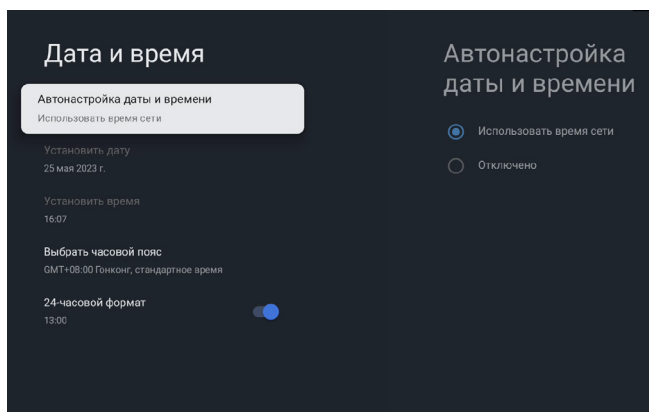 Дата и время
Автонастройка даты и времени
Использовать время сети
Установить дату
25 мая 2023 г.
Установить время
16:07
Выбрать часовой пояс
GMT+08:00 Гонконг, стандартное время
24-часовой формат
13:00
Автонастройка
даты и времени
Использовать время сети
Отключено